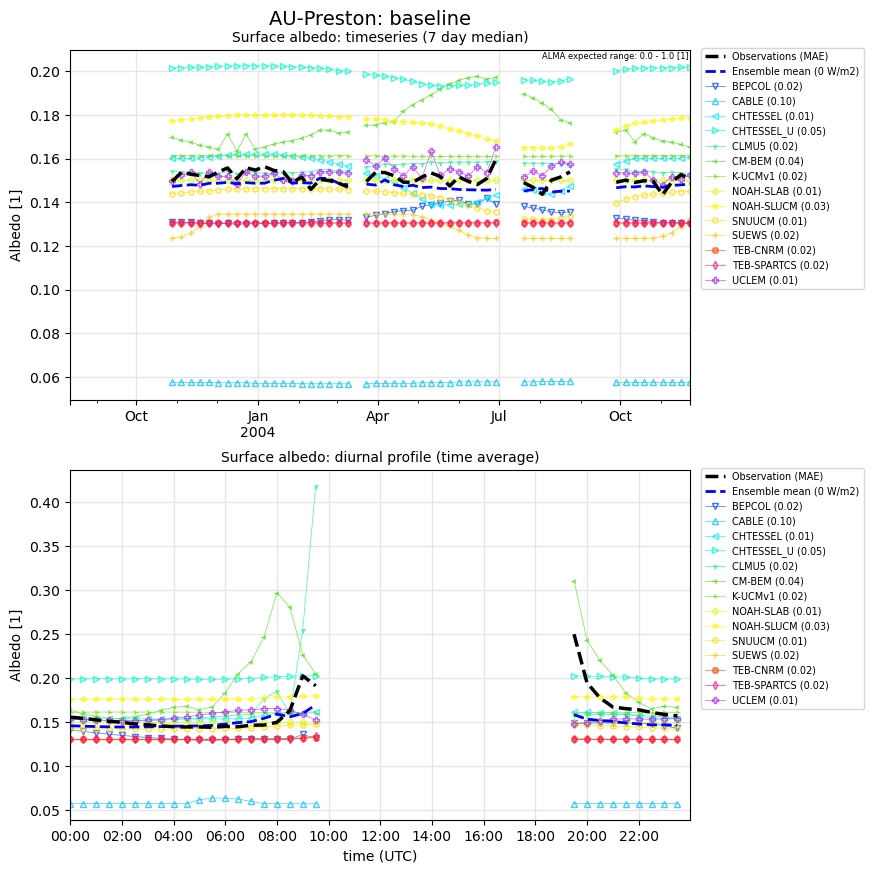 AU-Preston: baseline
Surface albedo: timeseries (7 day median)
ALMA expected range: 0.0 - 1.0 [1]
Albedo [1]
0.20
0.18
0.16
0.14
0.12
0.10
0.08
0.06
Oct
Jan
2004
Apr
Jul
Oct
Observations (MAE)
Ensemble mean (0 W/m2)
BEPCOL (0.02)
CABLE (0.10)
CHTESSEL (0.01)
CHTESSEL_U (0.05)
CLMU5 (0.02)
CM-BEM (0.04)
K-UCMv1 (0.02)
NOAH-SLAB (0.01)
NOAH-SLUCM (0.03)
SNUUCM (0.01)
SUEWS (0.02)
TEB-CNRM (0.02)
TEB-SPARTCS (0.02)
UCLEM (0.01)
Surface albedo: diurnal profile (time average)
Albedo [1]
0.40
0.35
0.30
0.25
0.20
0.15
0.10
0.05
00:00
02:00
04:00
06:00
08:00
10:00
12:00
14:00
16:00
18:00
20:00
22:00
time (UTC)
Observation (MAE)
Ensemble mean (0 W/m2)
BEPCOL (0.02)
CABLE (0.10)
CHTESSEL (0.01)
CHTESSEL_U (0.05)
CLMU5 (0.02)
CM-BEM (0.04)
K-UCMv1 (0.02)
NOAH-SLAB (0.01)
NOAH-SLUCM (0.03)
SNUUCM (0.01)
SUEWS (0.02)
TEB-CNRM (0.02)
TEB-SPARTCS (0.02)
UCLEM (0.01)